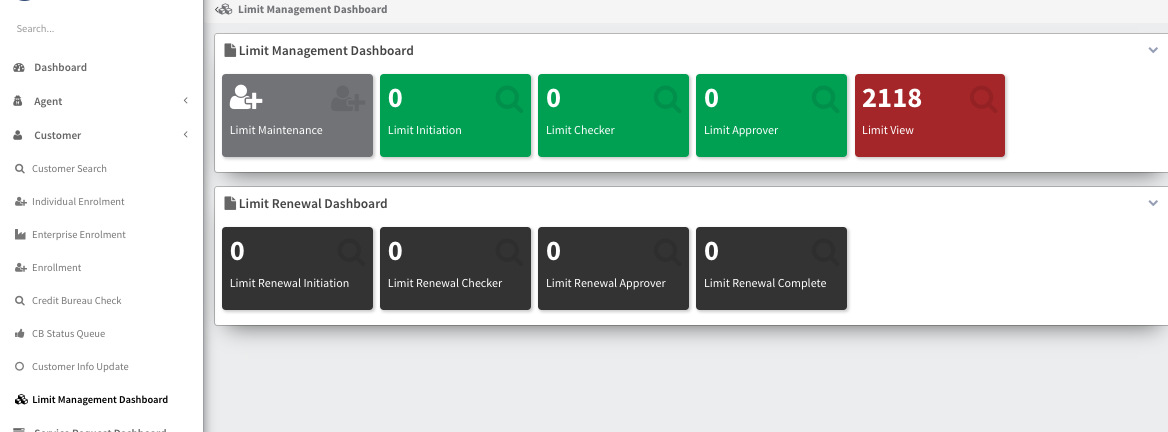 Limit Management Dashboard
Search...
Dashboard
Agent
Customer
Customer Search
Individual Enrolment
Enterprise Enrolment
Enrollment
Credit Bureau Check
CB Status Queue
Customer Info Update
Limit Management Dashboard
Service Request Dashboard
Limit Management Dashboard
Limit Maintenance
0
Limit Initiation
0
Limit Checker
0
Limit Approver
2118
Limit View
Limit Renewal Dashboard
0
Limit Renewal Initiation
0
Limit Renewal Checker
0
Limit Renewal Approver
0
Limit Renewal Complete